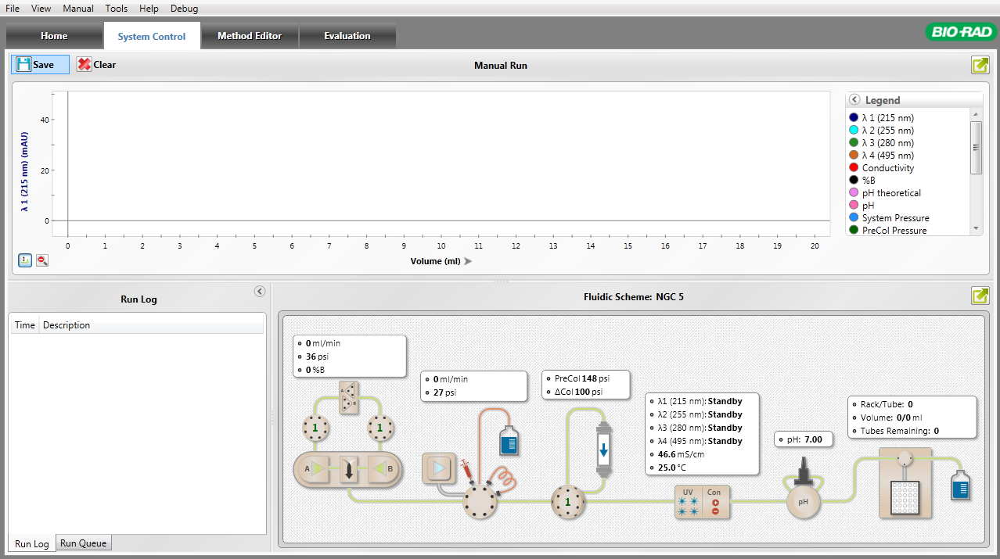 File View Manual Tools Help Debug
Home System Control Method Editor Evaluation
BIO-RAD
Save Clear
Manual Run
λ 1 (215 nm) (mAU)
40
20
0
0 1 2 3 4 5 6 7 8 9 10 11 12 13 14 15 16 17 18 19 20
Volume (ml)
Legend
λ 1 (215 nm)
λ 2 (255 nm)
λ 3 (280 nm)
λ 4 (495 nm)
Conductivity
%B
pH theoretical
pH
System Pressure
PreCol Pressure
Run Log
Time Description
Run Log Run Queue
Fluidic Scheme: NGC 5
0 ml/min
36 psi
0 %B
A
B
1
1
A
B
0 ml/min
27 psi
PreCol 148 psi
ΔCol 100 psi
1
λ1 (215 nm): Standby
λ2 (255 nm): Standby
λ3 (280 nm): Standby
λ4 (495 nm): Standby
46.6 mS/cm
25.0 °C
UV Con
pH: 7.00
pH
Rack/Tube: 0
Volume: 0/0 ml
Tubes Remaining: 0